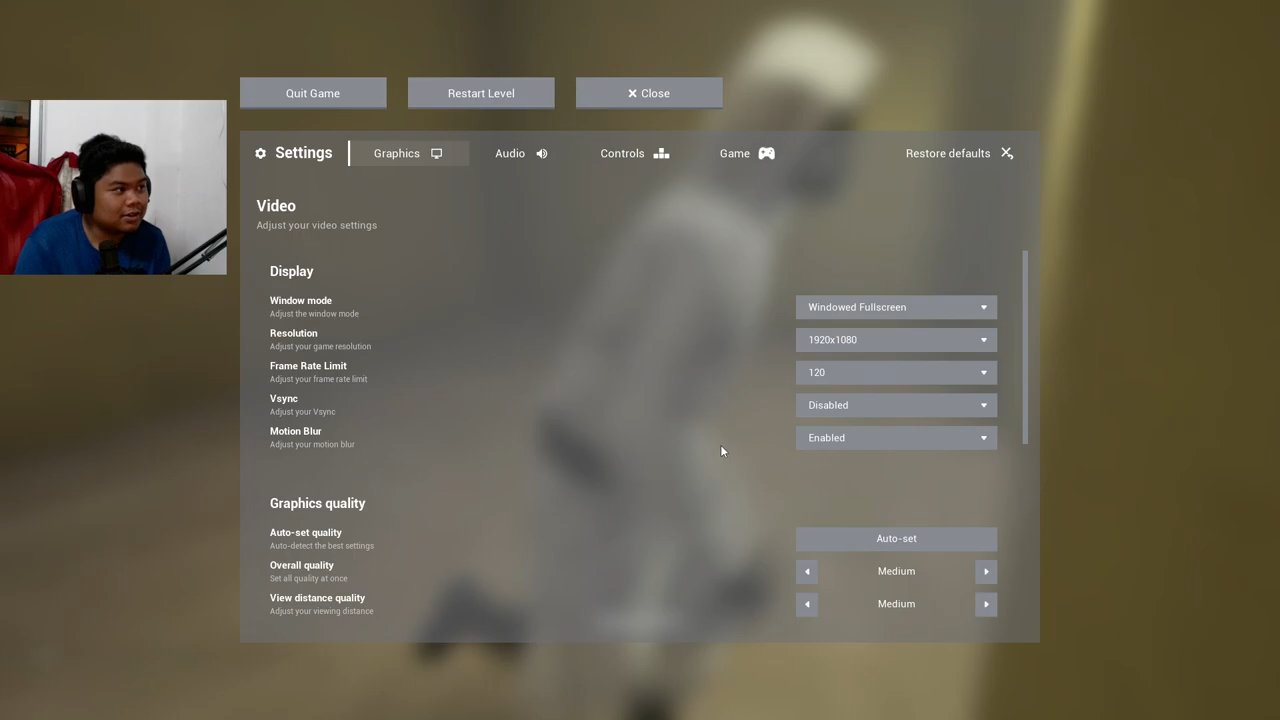 Quit Game
Restart Level
Close
Settings
Graphics
Audio
Controls
Game
Restore defaults
Video
Adjust your video settings
Display
Window mode
Adjust the window mode
Windowed Fullscreen
Resolution
Adjust your game resolution
1920x1080
Frame Rate Limit
Adjust your frame rate limit
120
Vsync
Adjust your Vsync
Disabled
Motion Blur
Adjust your motion blur
Enabled
Graphics quality
Auto-set quality
Auto-detect the best settings
Auto-set
Overall quality
Set all quality at once
Medium
View distance quality
Adjust your viewing distance
Medium